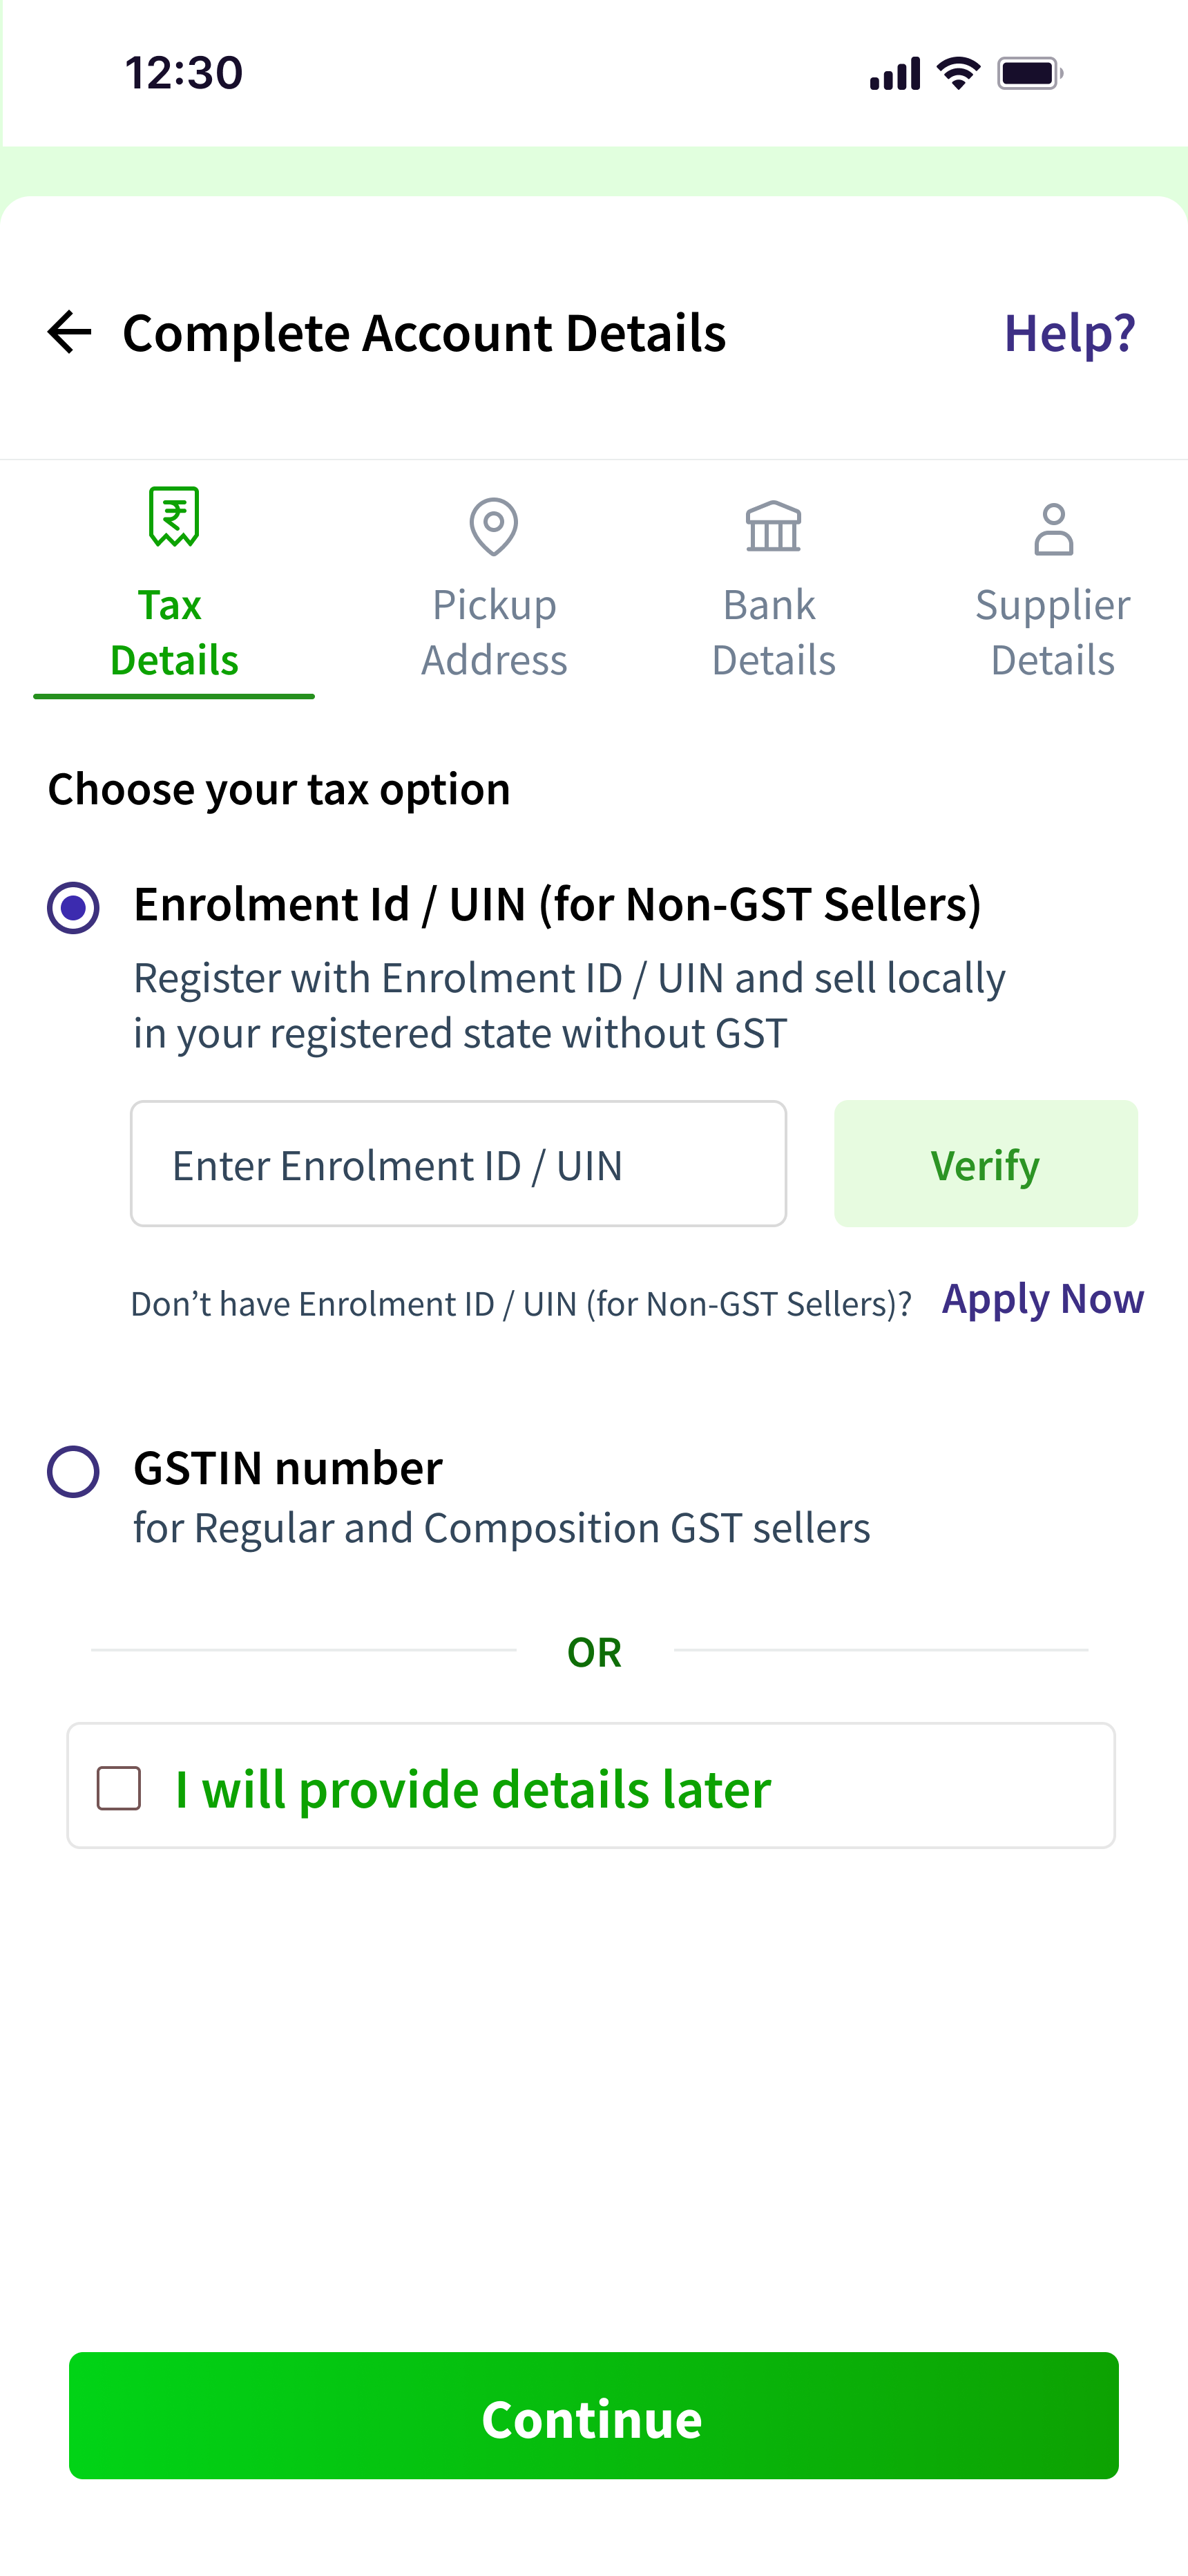 12:30
Complete Account Details
Help?
Tax
Details
Pickup
Address
Bank
Details
Supplier
Details
Choose your tax option
Enrolment Id / UIN (for Non-GST Sellers)
Register with Enrolment ID / UIN and sell locally
in your registered state without GST
Enter Enrolment ID / UIN
Verify
Don’t have Enrolment ID / UIN (for Non-GST Sellers)?
Apply Now
GSTIN number
for Regular and Composition GST sellers
OR
I will provide details later
Continue